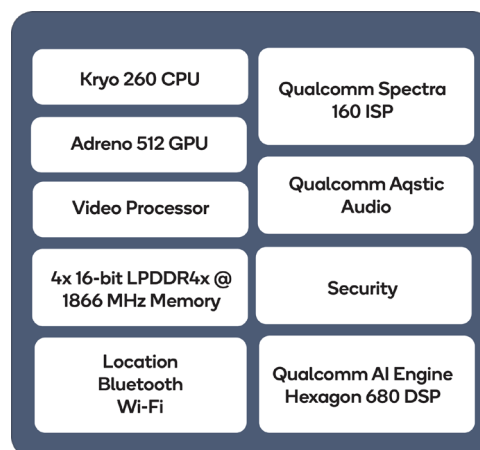 Kryo 260 CPU
Adreno 512 GPU
Video Processor
4x 16-bit LPDDR4x @
1866 MHz Memory
Location
Bluetooth
Wi-Fi
Qualcomm Spectra
160 ISP
Qualcomm Aqstic
Audio
Security
Qualcomm AI Engine
Hexagon 680 DSP